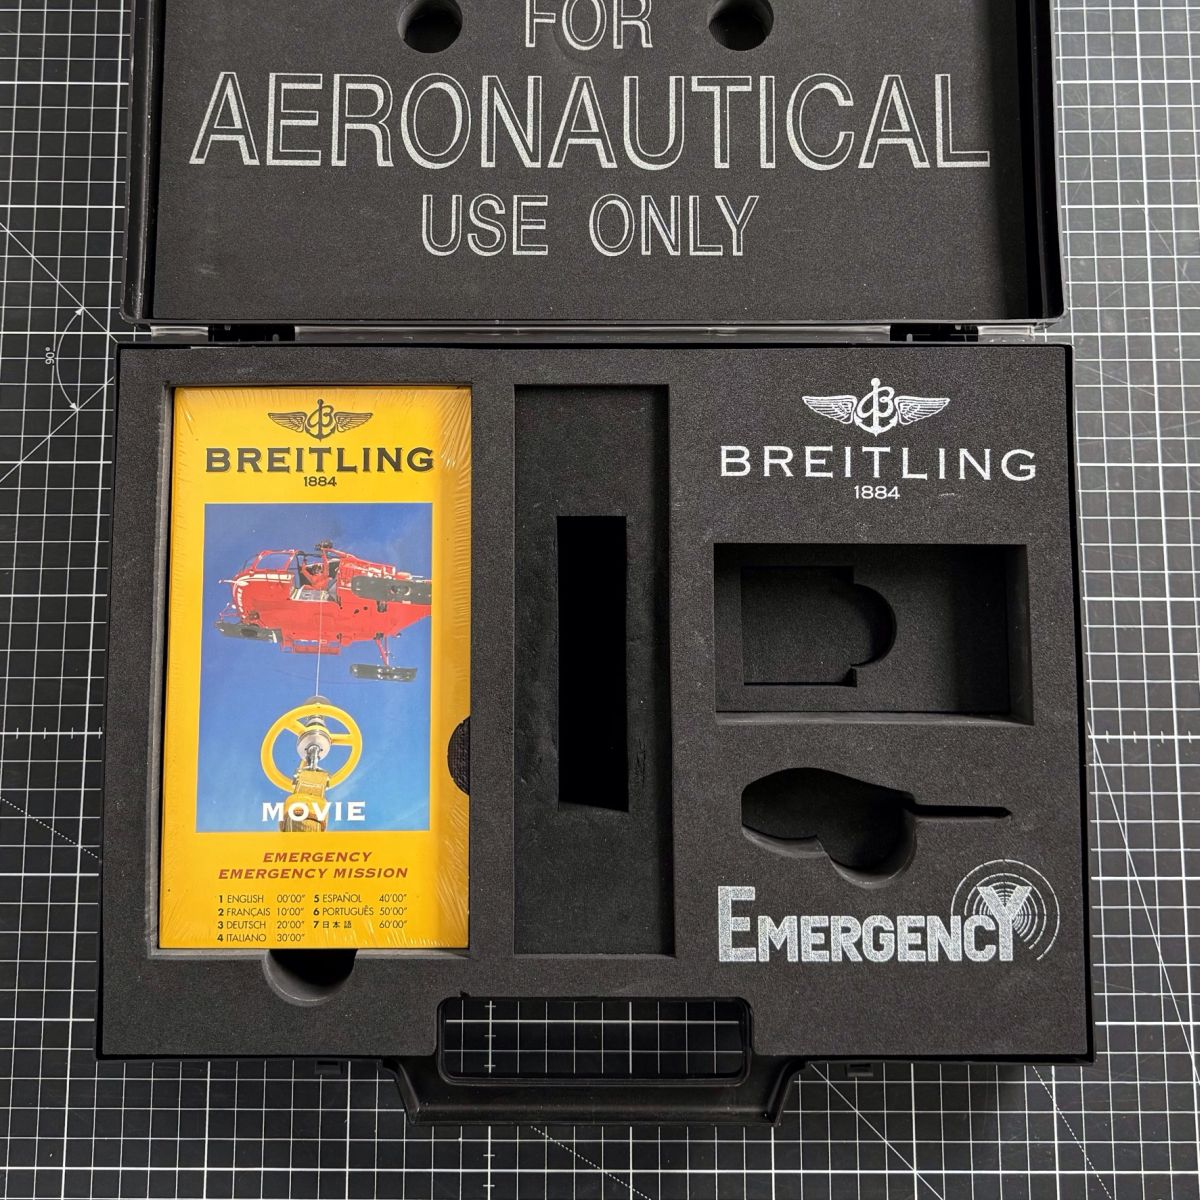 FOR
AERONAUTICAL
USE ONLY
90°
B
BREITLING
1884
MOVIE
EMERGENCY
EMERGENCY MISSION
1 ENGLISH 00'00" 5 ESPAÑOL 40'00"
2 FRANÇAIS 10'00" 6 PORTUGUÊS 50'00"
3 DEUTSCH 20'00" 7 日本語 60'00"
4 ITALIANO 30'00"
B
BREITLING
1884
EMERGENCY